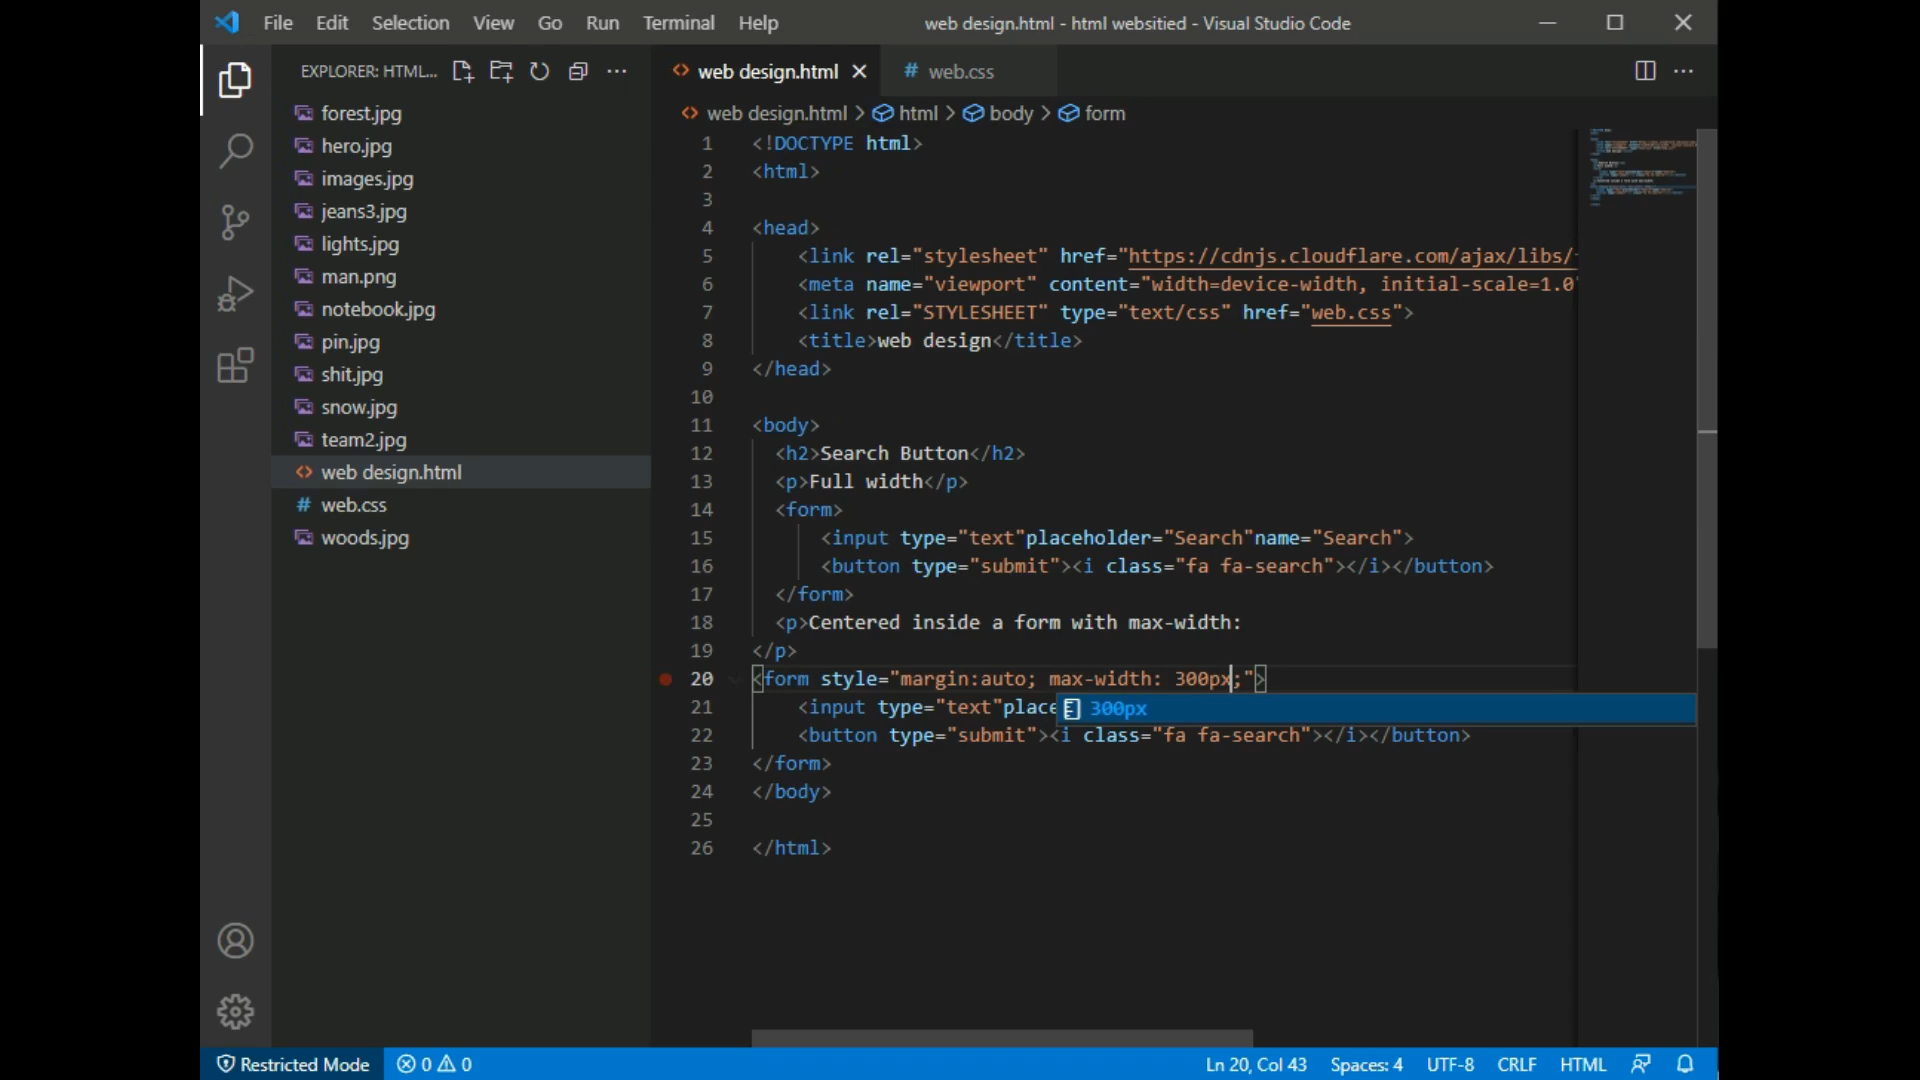 File Edit Selection View Go Run Terminal Help
web design.html - html websitied - Visual Studio Code
EXPLORER: HTML...
forest.jpg
hero.jpg
images.jpg
jeans3.jpg
lights.jpg
man.png
notebook.jpg
pin.jpg
shit.jpg
snow.jpg
team2.jpg
web design.html
web.css
woods.jpg
web design.html
# web.css
web design.html > html > body > form
1 <!DOCTYPE html>
2 <html>
3
4 <head>
5 <link rel="stylesheet" href="https://cdnjs.cloudflare.com/ajax/libs/
6 <meta name="viewport" content="width=device-width, initial-scale=1.0
7 <link rel="STYLESHEET" type="text/css" href="web.css">
8 <title>web design</title>
9 </head>
10
11 <body>
12 <h2>Search Button</h2>
13 <p>Full width</p>
14 <form>
15 <input type="text"placeholder="Search"name="Search">
16 <button type="submit"><i class="fa fa-search"></i></button>
17 </form>
18 <p>Centered inside a form with max-width:
19 </p>
20 <form style="margin:auto; max-width: 300px;">
21 <input type="text"place
300px
22 <button type="submit"><i class="fa fa-search"></i></button>
23 </form>
24 </body>
25
26 </html>
Restricted Mode 0 0
Ln 20, Col 43 Spaces: 4 UTF-8 CRLF HTML